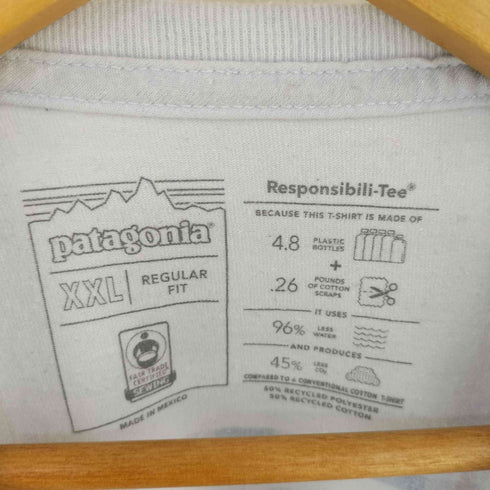 patagonia®
XXL | REGULAR FIT
FAIR TRADE
CERTIFIED
SEWING
MADE IN MEXICO
Responsibili-Tee®
BECAUSE THIS T-SHIRT IS MADE OF
4.8 PLASTIC BOTTLES
+
.26 POUNDS OF COTTON SCRAPS
IT USES
96% LESS WATER
AND PRODUCES
45% LESS CO₂
COMPARED TO A CONVENTIONAL COTTON T-SHIRT
50% RECYCLED POLYESTER
50% RECYCLED COTTON